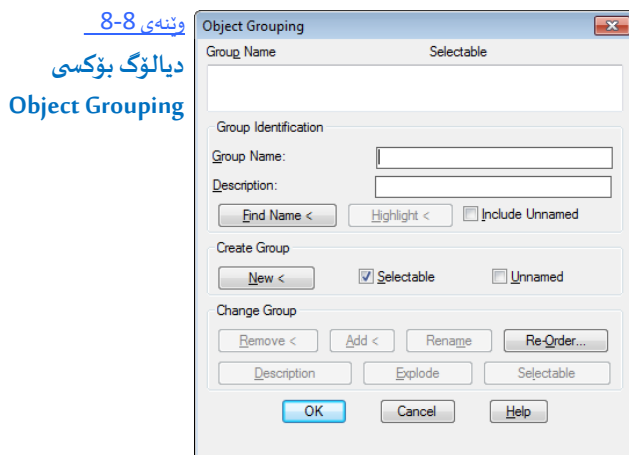 وێنەی 8-8
دیالۆگ بۆکسی
Object Grouping
Object Grouping
Group Name Selectable
Group Identification
Group Name:
Description:
Find Name < Highlight < Include Unnamed
Create Group
New < Selectable Unnamed
Change Group
Remove < Add < Rename Re-Order...
Description Explode Selectable
OK Cancel Help